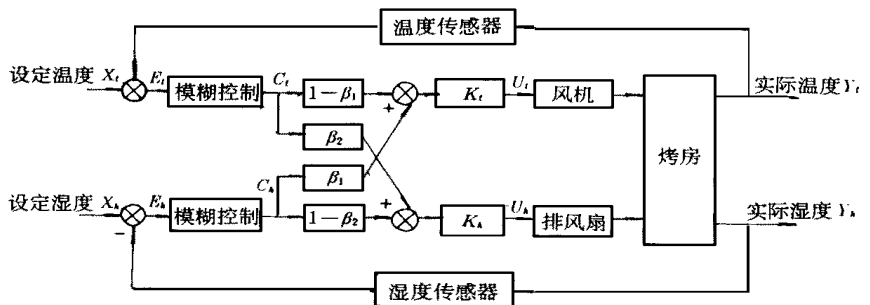 温度传感器
设定温度 Xt Et 模糊控制 Ct 1-β1 + Kt Ut 风机 实际温度 Yt
β2
烤房
β1
设定湿度 Xh Eh 模糊控制 Ch 1-β2 + Kh Uh 排风扇 实际湿度 Yh
-
湿度传感器